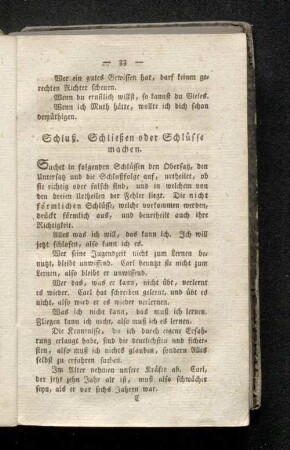 — 33 —
Wer ein gutes Gewissen hat, darf keinen ge-
rechten Richter scheuen.
Wenn du ernstlich willst, so kannst du Vieles.
Wenn ich Muth hätte, wollte ich dich schon
demüthigen.
Schluß. Schließen oder Schlüsse
machen.
Suchet in folgenden Schlüssen den Obersatz, den
Untersatz und die Schlußfolge auf, urtheilet, ob
sie richtig oder falsch sind, und in welchem von
den dreien Urtheilen der Fehler liegt. Die nicht
förmlichen Schlüsse, welche vorkommen werden,
drückt förmlich aus, und beurtheilt auch ihre
Richtigkeit.
Alles was ich will, das kann ich. Ich will
jetzt schlafen, also kann ich es.
Wer seine Jugendzeit nicht zum Lernen be-
nutzt, bleibt unwissend. Carl benutzt sie nicht zum
Lernen, also bleibt er unwissend.
Wer das, was er kann, nicht übt, verlernt
es wieder. Carl hat schreiben gelernt, und übt es
nicht, also wird er es wieder verlernen.
Was ich nicht kann, das muß ich lernen.
Fliegen kann ich nicht, also muß ich es lernen.
Die Kenntnisse, die ich durch eigene Erfah-
rung erlangt habe, sind die deutlichsten und sicher-
sten, also muß ich nichts glauben, sondern Alles
selbst zu erfahren suchen.
Im Alter nehmen unsere Kräfte ab. Carl,
der jetzt zehn Jahr alt ist, muß also schwächer
seyn, als er vor sechs Jahren war.
C